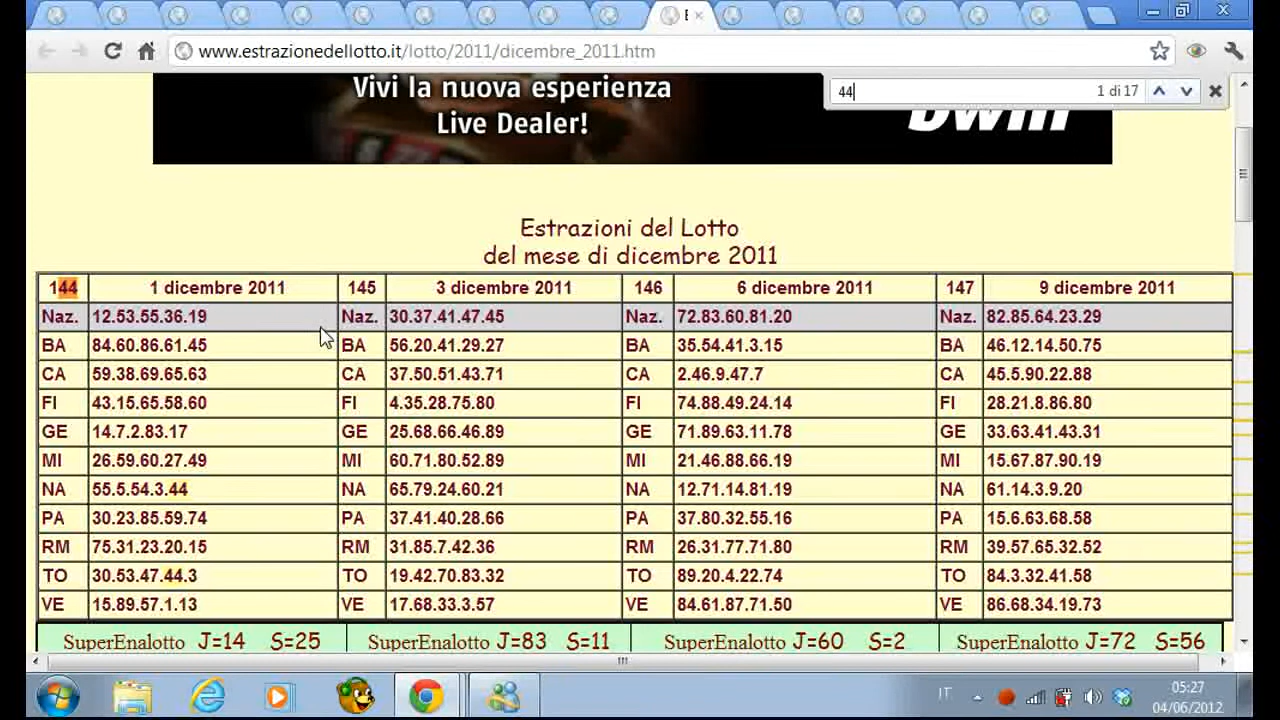 E
www.estrazionedellotto.it/lotto/2011/dicembre_2011.htm
44 1 di 17
Vivi la nuova esperienza
Live Dealer!
bwin
Estrazioni del Lotto
del mese di dicembre 2011
144 1 dicembre 2011 145 3 dicembre 2011 146 6 dicembre 2011 147 9 dicembre 2011
Naz. 12.53.55.36.19 Naz. 30.37.41.47.45 Naz. 72.83.60.81.20 Naz. 82.85.64.23.29
BA 84.60.86.61.45 BA 56.20.41.29.27 BA 35.54.41.3.15 BA 46.12.14.50.75
CA 59.38.69.65.63 CA 37.50.51.43.71 CA 2.46.9.47.7 CA 45.5.90.22.88
FI 43.15.65.58.60 FI 4.35.28.75.80 FI 74.88.49.24.14 FI 28.21.8.86.80
GE 14.7.2.83.17 GE 25.68.66.46.89 GE 71.89.63.11.78 GE 33.63.41.43.31
MI 26.59.60.27.49 MI 60.71.80.52.89 MI 21.46.88.66.19 MI 15.67.87.90.19
NA 55.5.54.3.44 NA 65.79.24.60.21 NA 12.71.14.81.19 NA 61.14.3.9.20
PA 30.23.85.59.74 PA 37.41.40.28.66 PA 37.80.32.55.16 PA 15.6.63.68.58
RM 75.31.23.20.15 RM 31.85.7.42.36 RM 26.31.77.71.80 RM 39.57.65.32.52
TO 30.53.47.44.3 TO 19.42.70.83.32 TO 89.20.4.22.74 TO 84.3.32.41.58
VE 15.89.57.1.13 VE 17.68.33.3.57 VE 84.61.87.71.50 VE 86.68.34.19.73
SuperEnalotto J=14 S=25 SuperEnalotto J=83 S=11 SuperEnalotto J=60 S=2 SuperEnalotto J=72 S=56
IT 05:27
04/06/2012